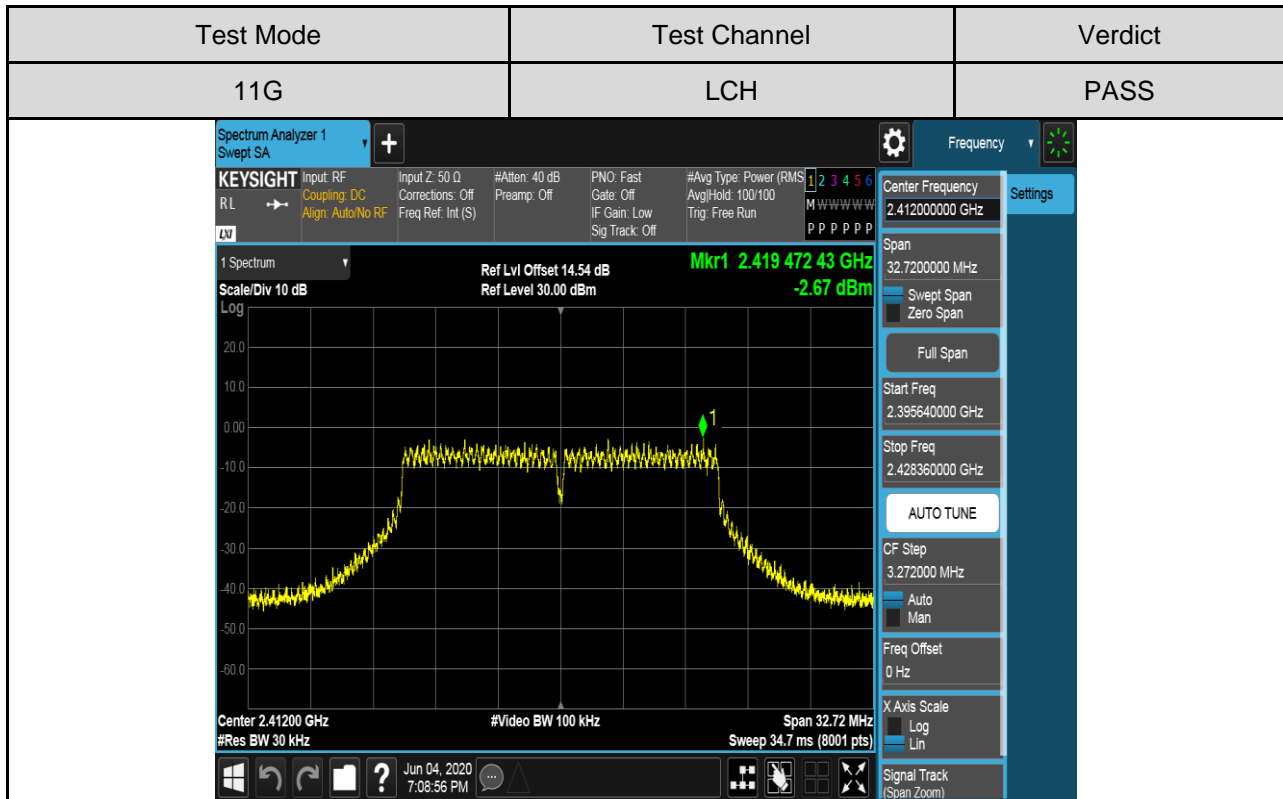 Test Mode Test Channel Verdict
11G LCH PASS
Spectrum Analyzer 1
Swept SA
+
Frequency
KEYSIGHT Input: RF Input Z: 50 Ω #Atten: 40 dB PNO: Fast #Avg Type: Power (RMS 1 2 3 4 5 6
RL Coupling: DC Corrections: Off Preamp: Off Gate: Off Avg|Hold: 100/100 M W W W W W
Align: Auto/No RF Freq Ref: Int (S) IF Gain: Low Trig: Free Run
LXI Sig Track: Off P P P P P P
1 Spectrum Ref Lvl Offset 14.54 dB Mkr1 2.419 472 43 GHz
Scale/Div 10 dB Ref Level 30.00 dBm -2.67 dBm
Log
20.0
10.0
0.00
-10.0
-20.0
-30.0
-40.0
-50.0
-60.0
1
Center 2.41200 GHz #Video BW 100 kHz Span 32.72 MHz
#Res BW 30 kHz Sweep 34.7 ms (8001 pts)
Center Frequency
2.412000000 GHz
Settings
Span
32.7200000 MHz
Swept Span
Zero Span
Full Span
Start Freq
2.395640000 GHz
Stop Freq
2.428360000 GHz
AUTO TUNE
CF Step
3.272000 MHz
Auto
Man
Freq Offset
0 Hz
X Axis Scale
Log
Lin
Signal Track
(Span Zoom)
? Jun 04, 2020
7:08:56 PM